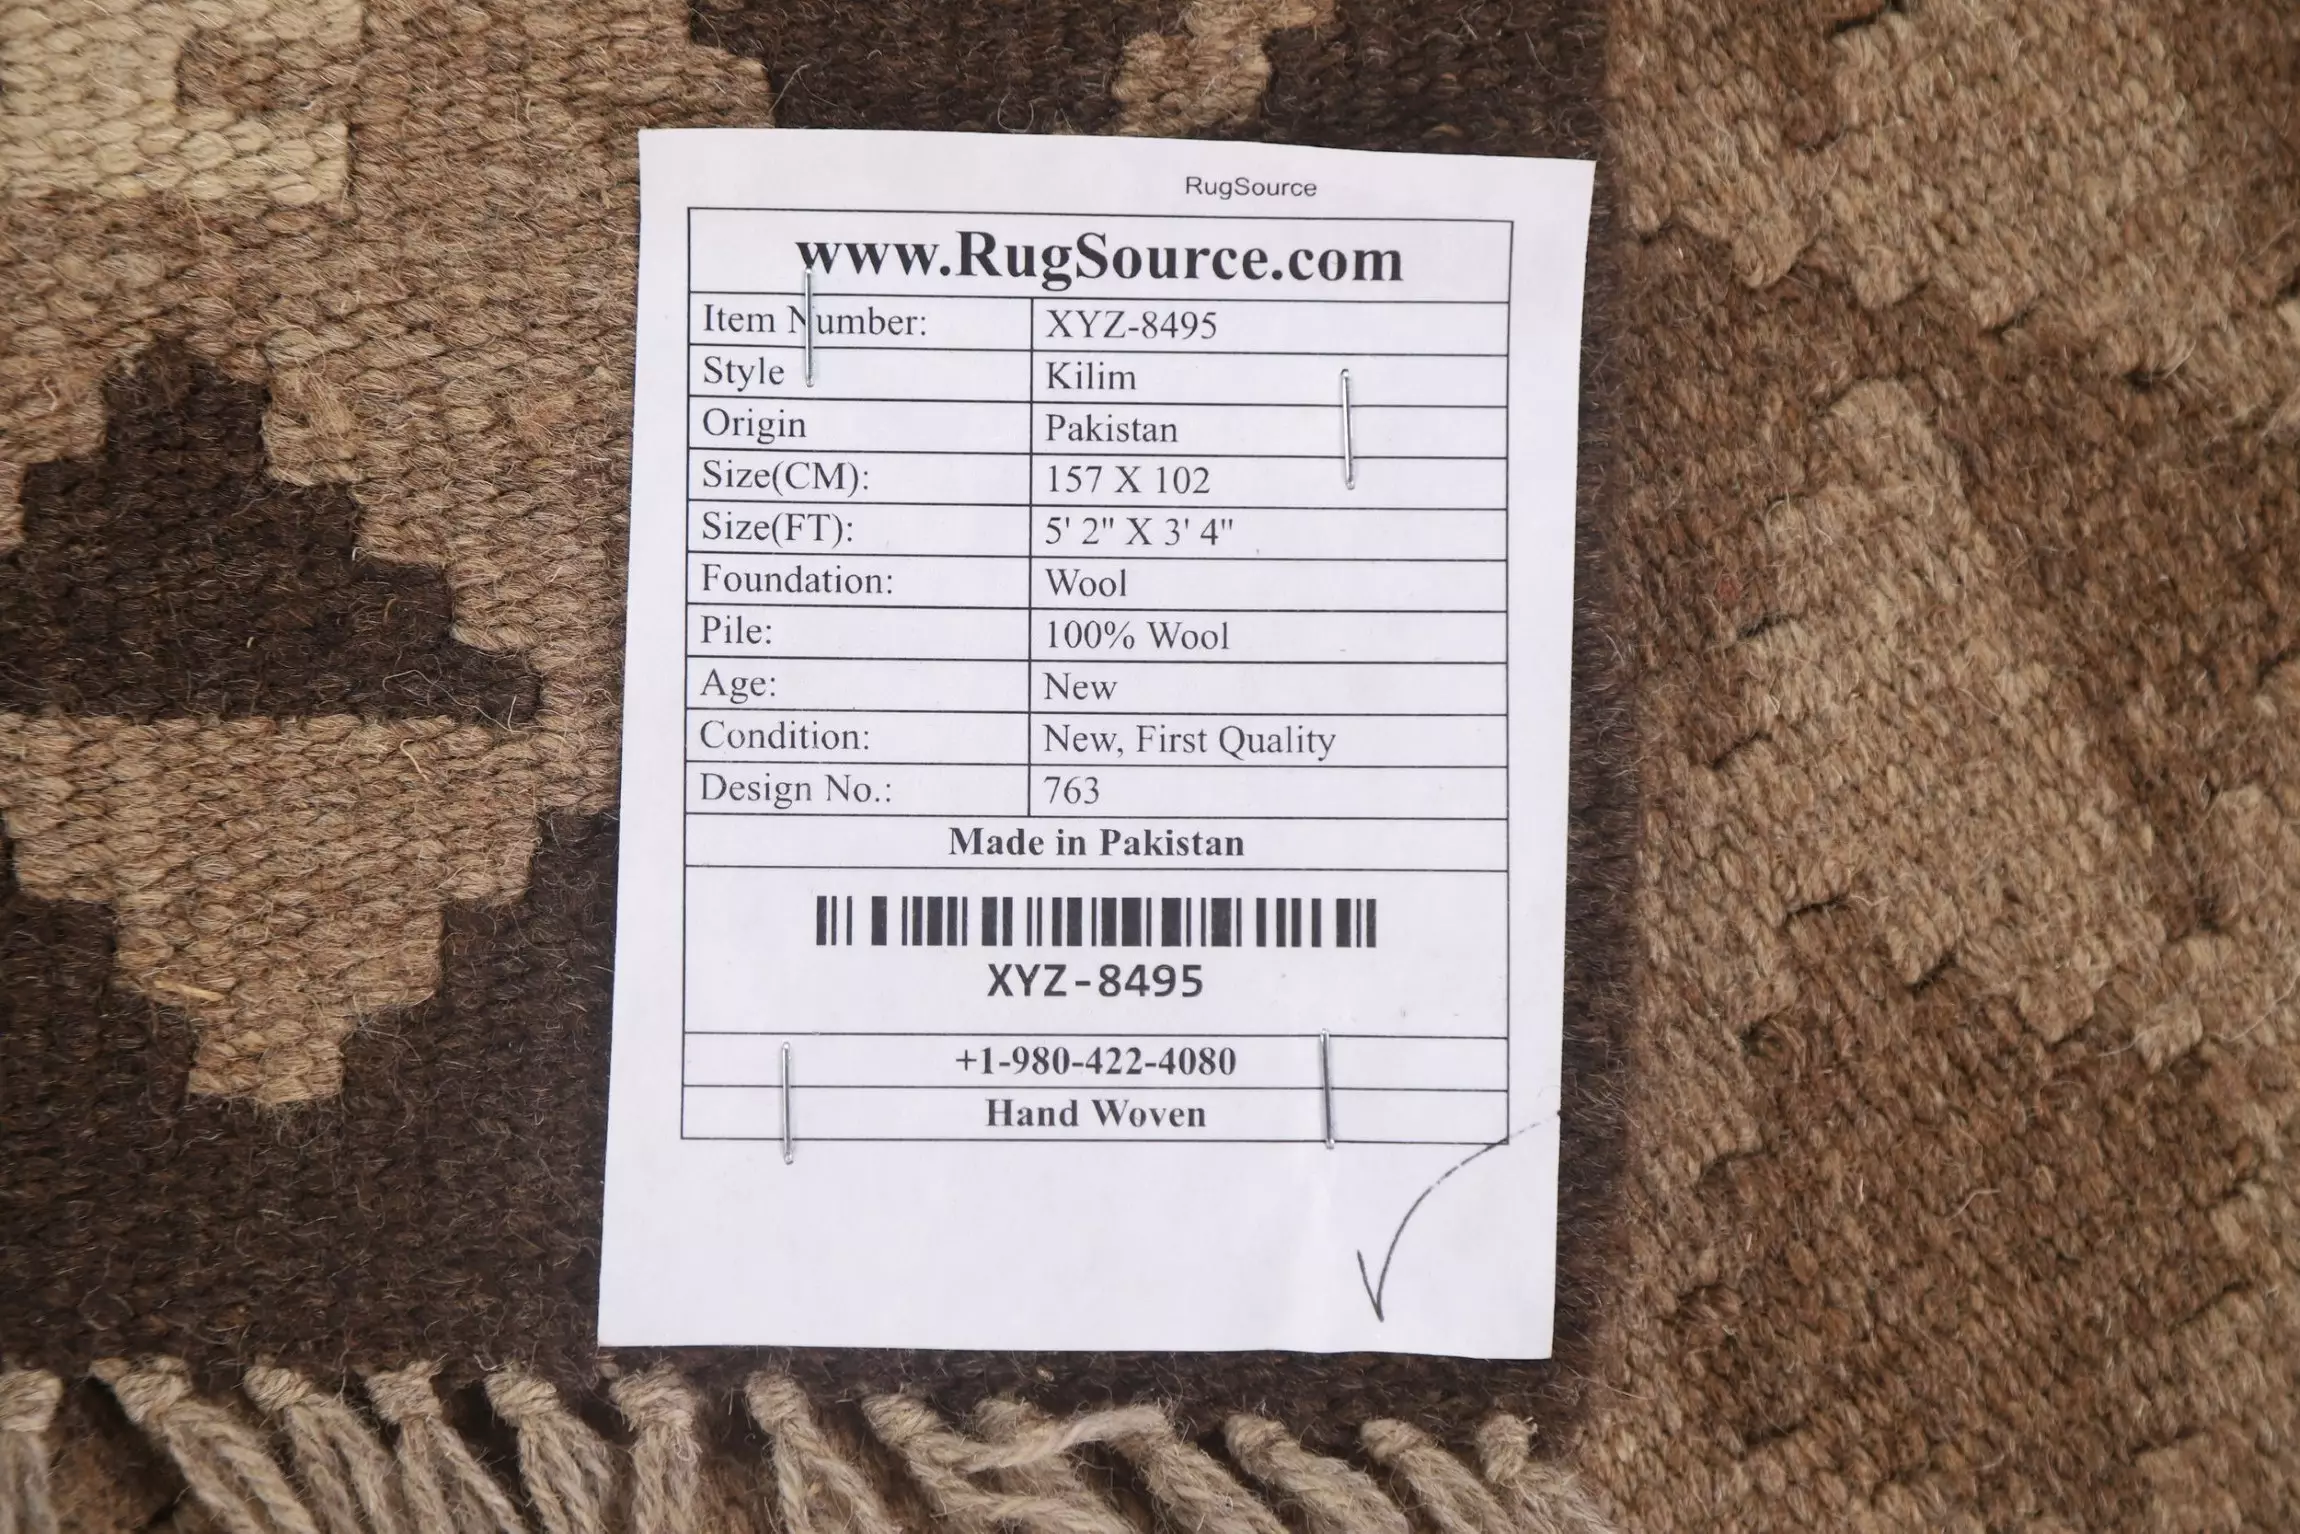 RugSource
www.RugSource.com
Item Number: XYZ-8495
Style Kilim
Origin Pakistan
Size(CM): 157 X 102
Size(FT): 5' 2" X 3' 4"
Foundation: Wool
Pile: 100% Wool
Age: New
Condition: New, First Quality
Design No.: 763
Made in Pakistan
XYZ-8495
+1-980-422-4080
Hand Woven